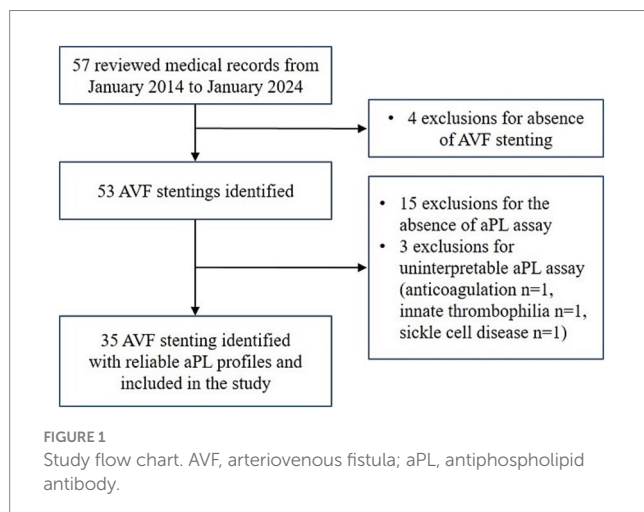 57 reviewed medical records from
January 2014 to January 2024
• 4 exclusions for absence
of AVF stenting
53 AVF stentings identified
• 15 exclusions for the
absence of aPL assay
• 3 exclusions for
uninterpretable aPL assay
(anticoagulation n=1,
innate thrombophilia n=1,
sickle cell disease n=1)
35 AVF stenting identified
with reliable aPL profiles and
included in the study
FIGURE 1
Study flow chart. AVF, arteriovenous fistula; aPL, antiphospholipid
antibody.